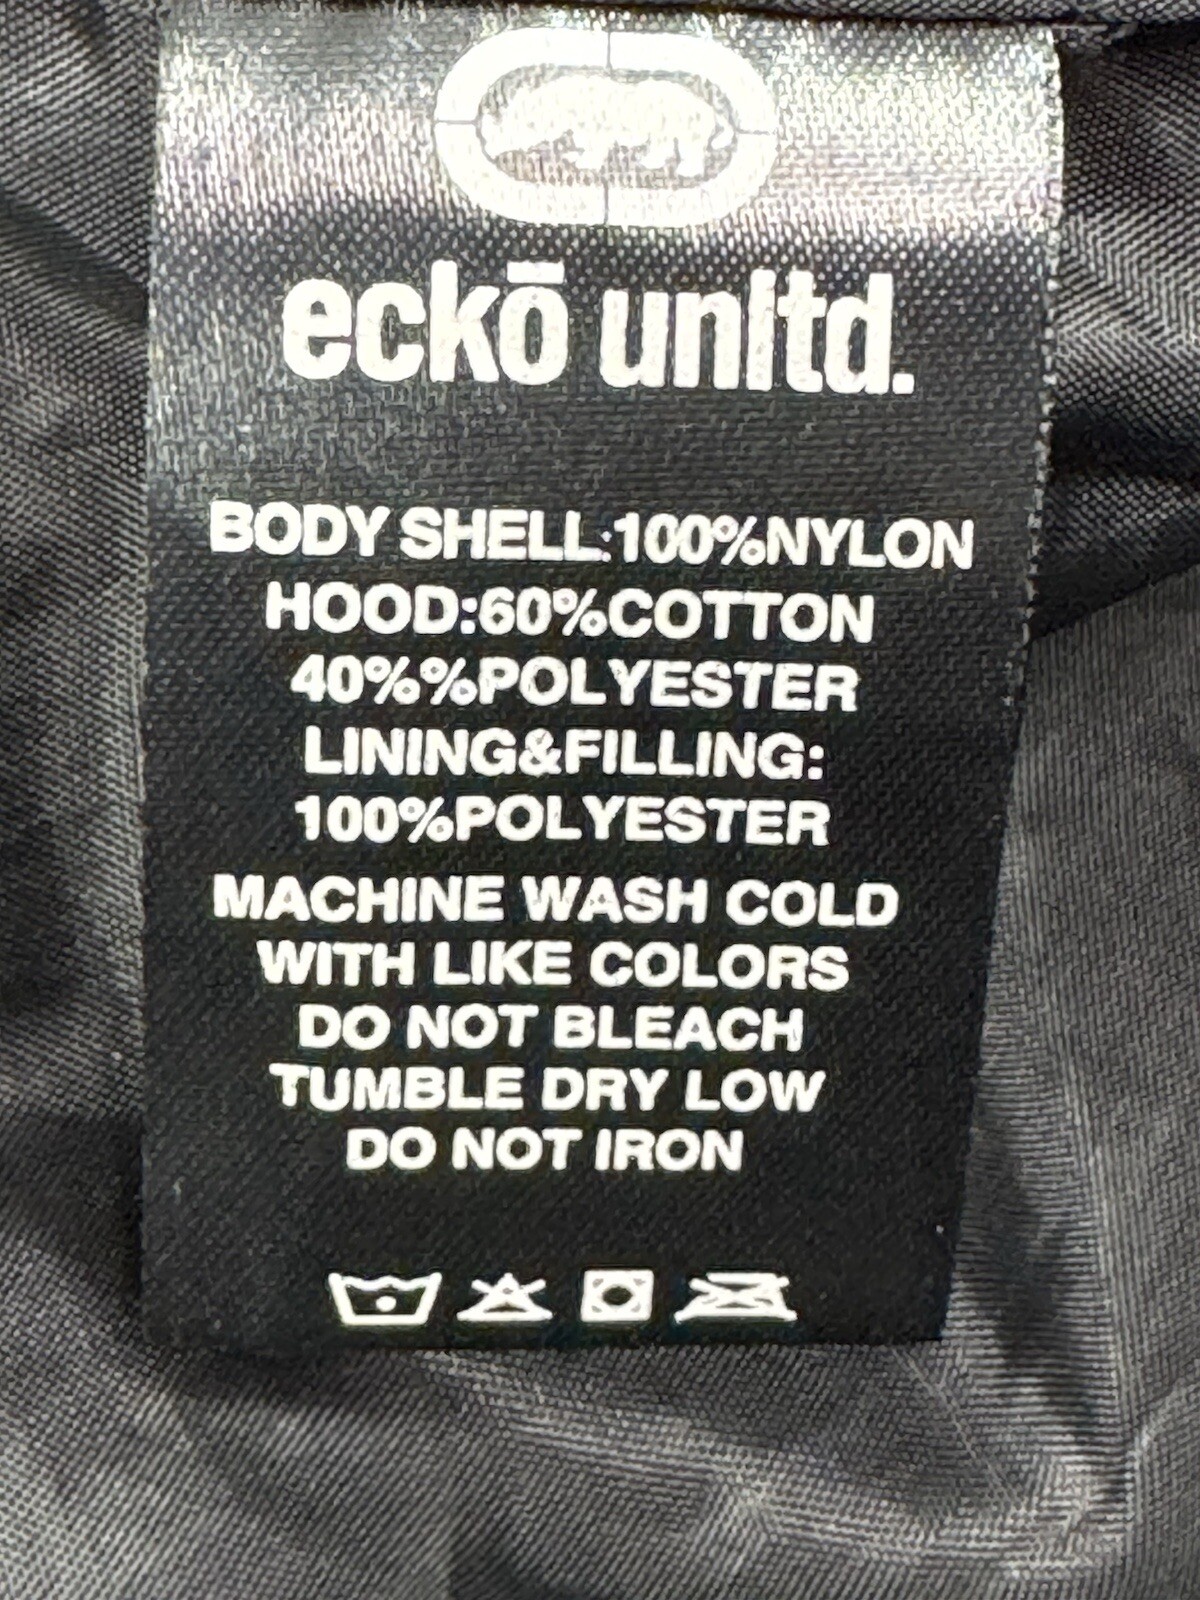 eckō unltd.
BODY SHELL:100%NYLON
HOOD:60%COTTON
40%%POLYESTER
LINING&FILLING:
100%POLYESTER
MACHINE WASH COLD
WITH LIKE COLORS
DO NOT BLEACH
TUMBLE DRY LOW
DO NOT IRON